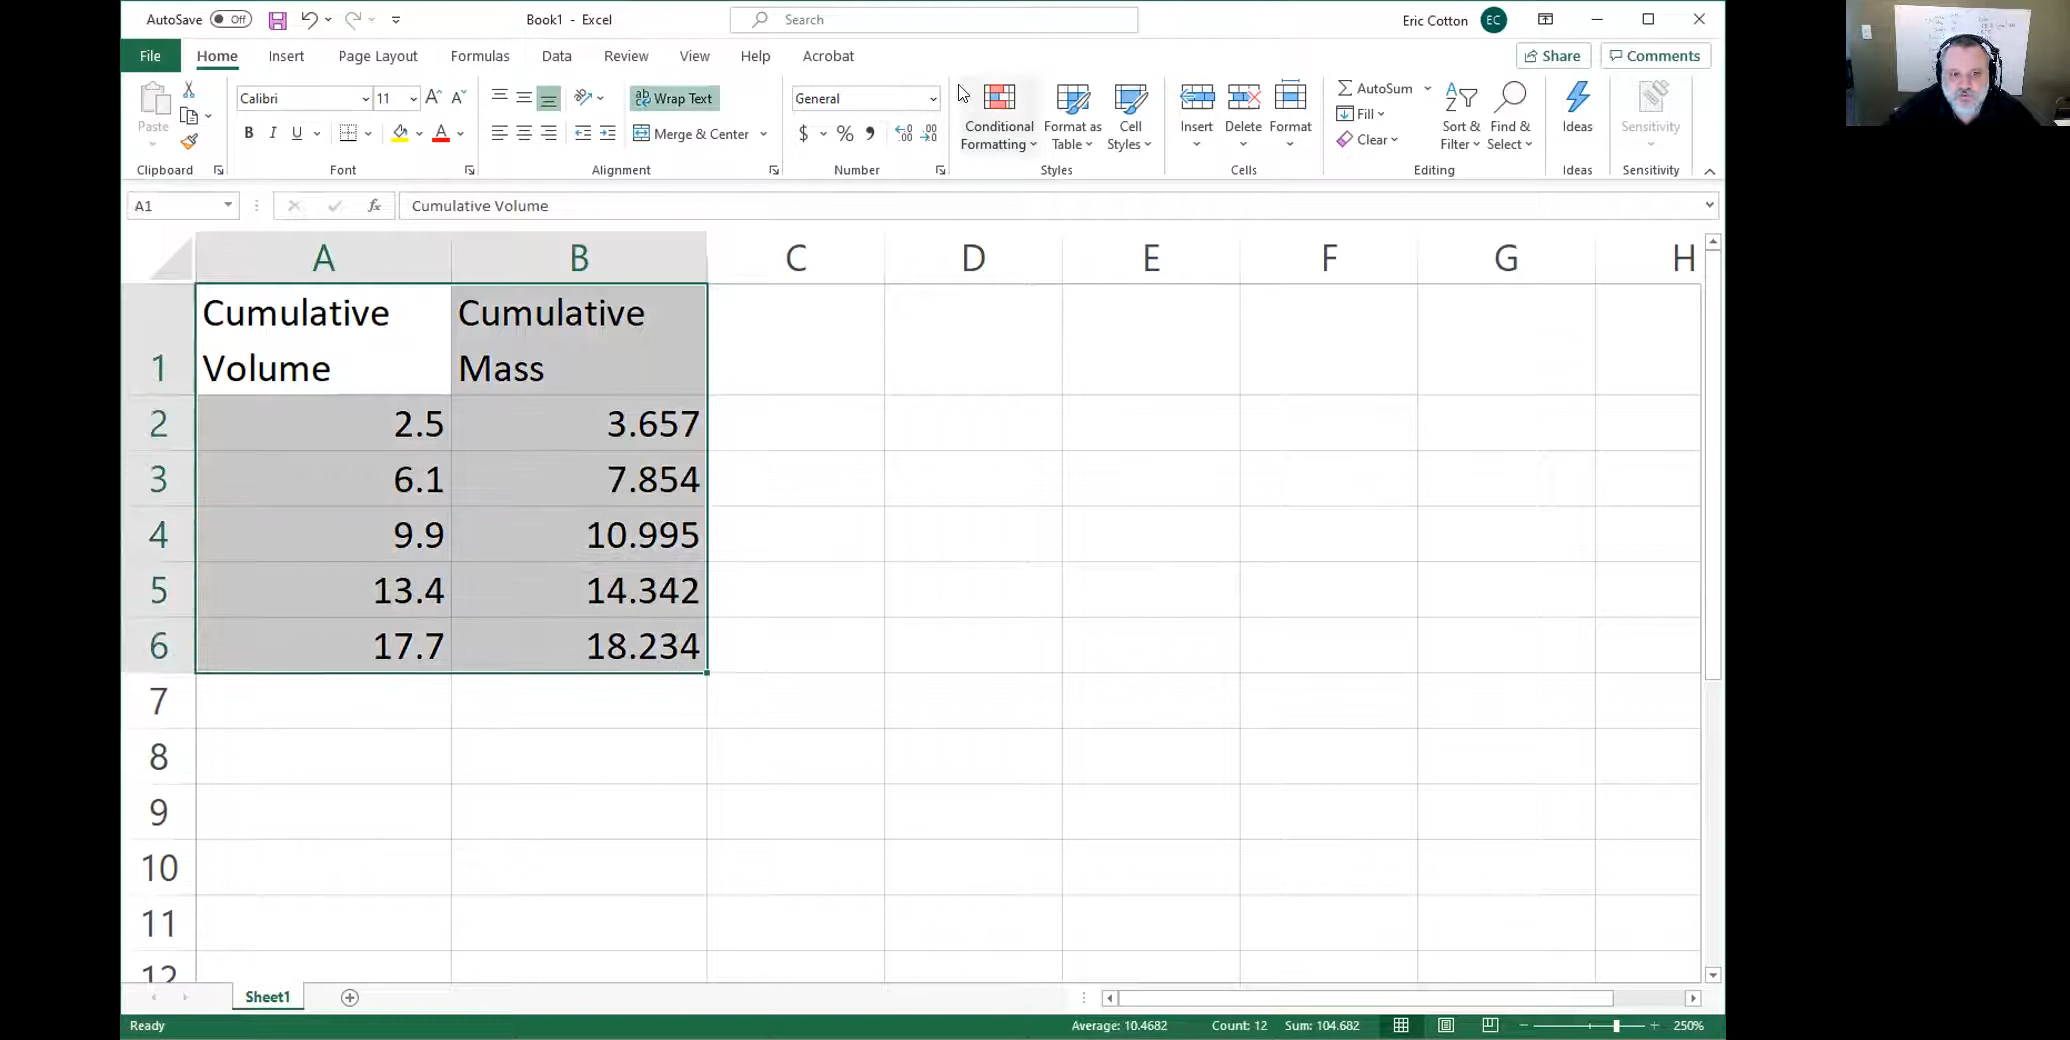 AutoSave Off Book1 - Excel Search Eric Cotton EC
File Home Insert Page Layout Formulas Data Review View Help Acrobat Share Comments
Paste
Clipboard
Calibri 11 A A
B I U A
Font
ab Wrap Text
Merge & Center
Alignment
General
$ % , .00 .00
Number
Conditional Formatting
Format as Table
Cell Styles
Styles
Insert Delete Format
Cells
AutoSum
Fill
Clear
Sort & Filter
Find & Select
Editing
Ideas
Ideas
Sensitivity
Sensitivity
A1 fx Cumulative Volume
A B C D E F G H
1 Cumulative Volume Cumulative Mass
2 2.5 3.657
3 6.1 7.854
4 9.9 10.995
5 13.4 14.342
6 17.7 18.234
7
8
9
10
11
12
Sheet1
Ready Average: 10.4682 Count: 12 Sum: 104.682 250%